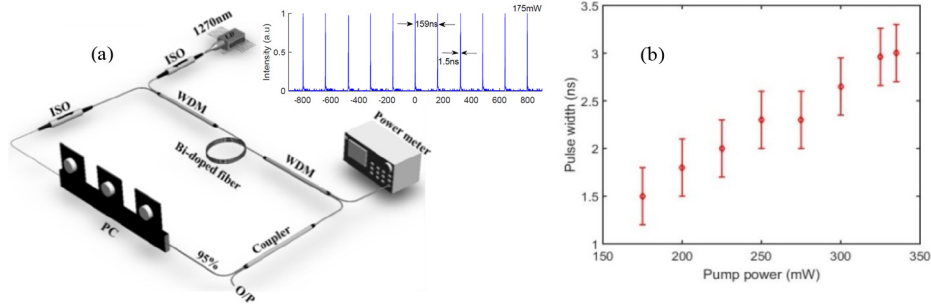 (a)
1270nm
LD
ISO
ISO
WDM
Bi-doped fiber
WDM
Power meter
PC
Coupler
95%
O/P
175mW
Intensity (a.u)
1
0.5
0
159ns
1.5ns
-800 -600 -400 -200 0 200 400 600 800
(b)
Pulse width (ns)
3.5
3
2.5
2
1.5
1
150 200 250 300 350
Pump power (mW)